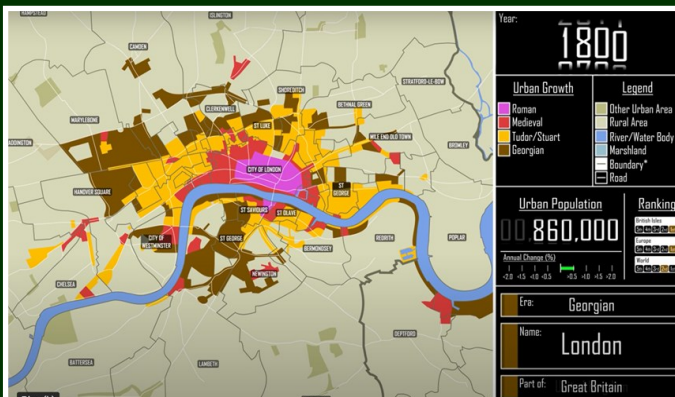 ISLINGTON
CAMDEN
STRATFORD-LE-BOW
SHOREDITCH
BETHNAL GREEN
CLERKENWELL
MARYLEBONE
ST LUKE
MILE END OLD TOWN
BROMLEY
CITY OF LONDON
HANOVER SQUARE
ST
GEORGE
ST SAVIOURS
ST OLAVE
CITY OF
WESTMINSTER
ST GEORGE
BERMONDSEY
POPLAR
NEWINGTON
CHELSEA
DEPTFORD
BATTERSEA
LAMBETH
Year:
1800
Urban Growth
Roman
Medieval
Tudor/Stuart
Georgian
Legend
Other Urban Area
Rural Area
River/Water Body
Marshland
Boundary*
Road
Urban Population
860,000
Annual Change (%)
-2.0 -1.5 -1.0 -0.5 +0.5 +1.0 +1.5 +2.0
Ranking
British Isles
Europe
World
Era:
Georgian
Name:
London
Part of:
Great Britain